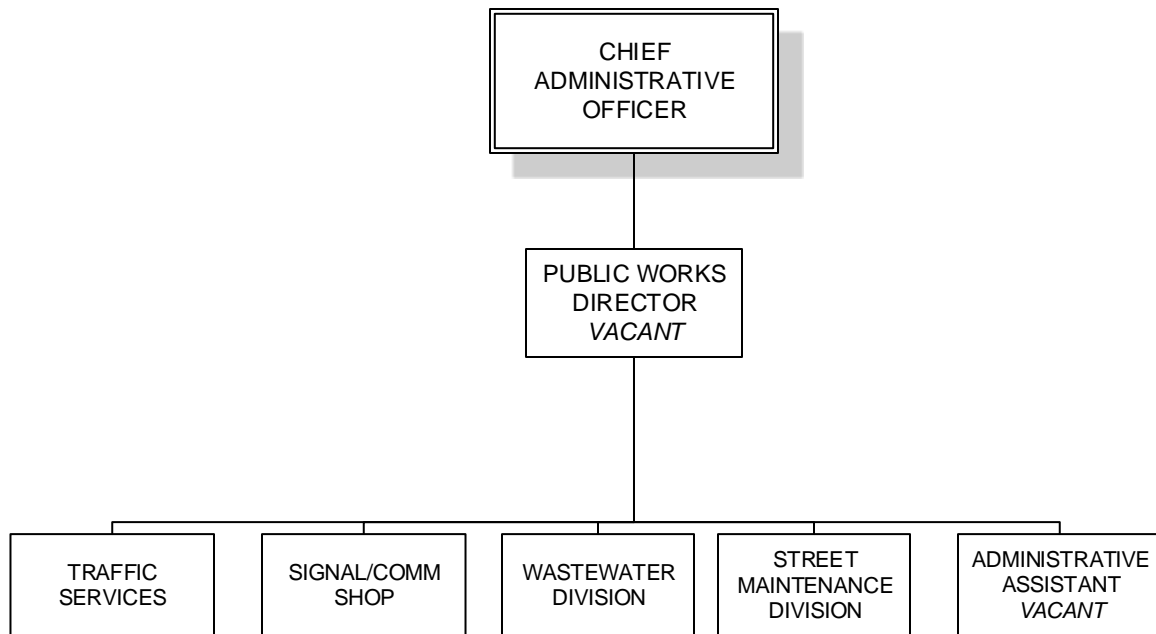 CHIEF
ADMINISTRATIVE
OFFICER
PUBLIC WORKS
DIRECTOR
VACANT
TRAFFIC
SERVICES
SIGNAL/COMM
SHOP
WASTEWATER
DIVISION
STREET
MAINTENANCE
DIVISION
ADMINISTRATIVE
ASSISTANT
VACANT